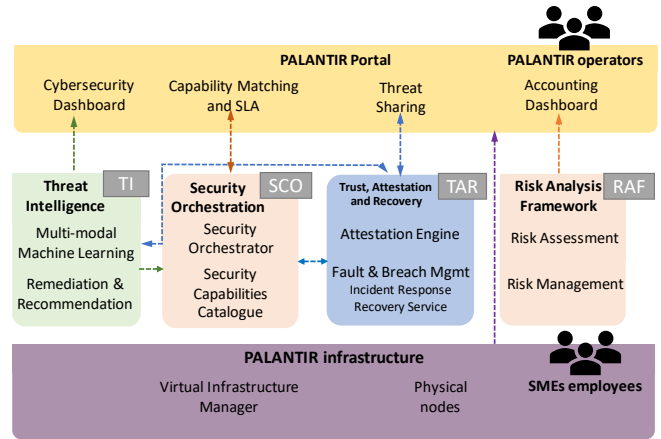 PALANTIR Portal
PALANTIR operators
Cybersecurity
Dashboard
Capability Matching
and SLA
Threat
Sharing
Accounting
Dashboard
TI
Threat
Intelligence
Multi-modal
Machine Learning
Remediation &
Recommendation
SCO
Security
Orchestration
Security
Orchestrator
Security
Capabilities
Catalogue
TAR
Trust, Attestation
and Recovery
Attestation Engine
Fault & Breach Mgmt
Incident Response
Recovery Service
RAF
Risk Analysis
Framework
Risk Assessment
Risk Management
PALANTIR infrastructure
Virtual Infrastructure
Manager
Physical
nodes
SMEs employees